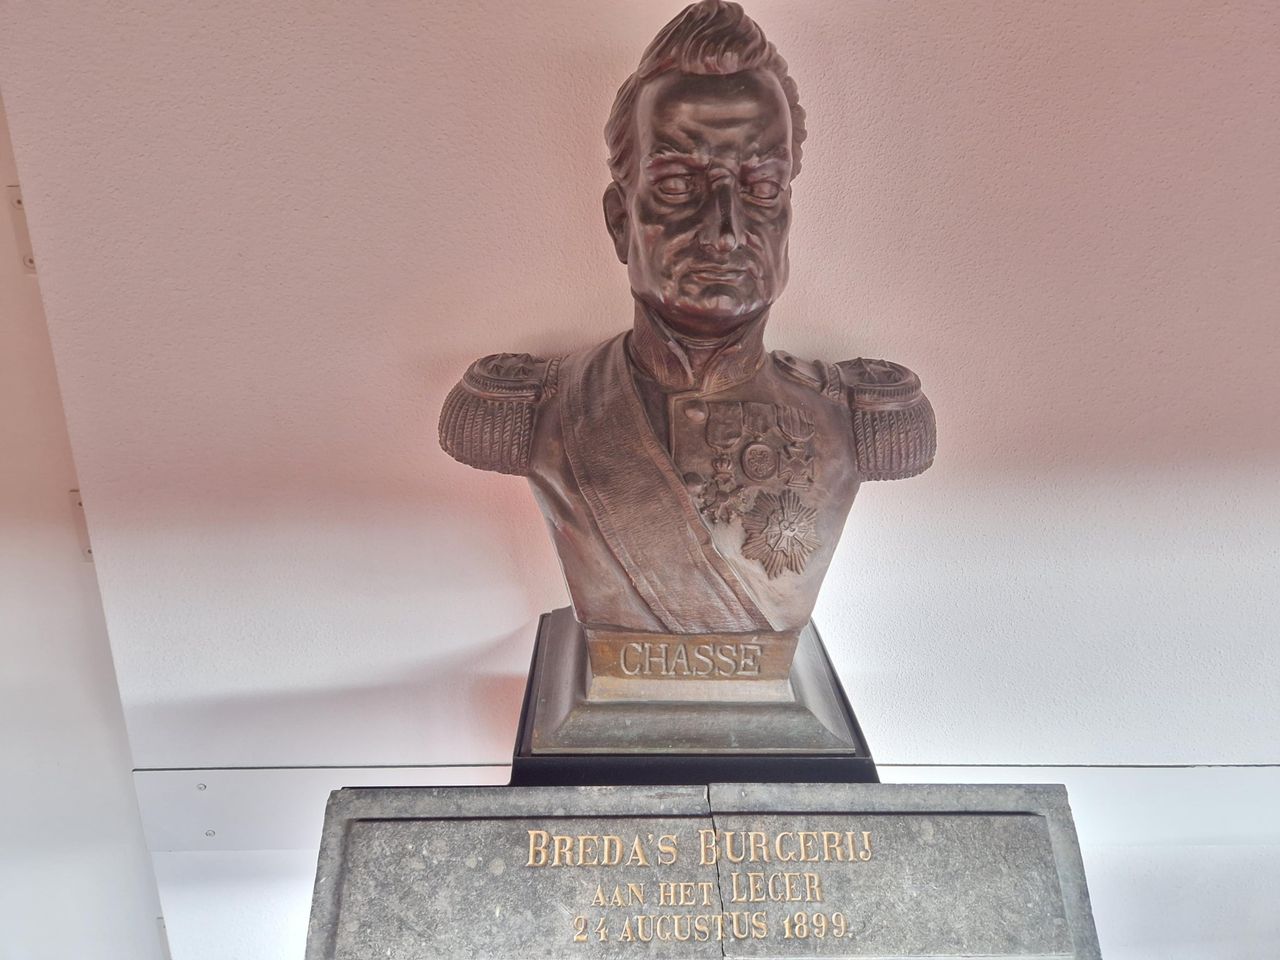 CHASSÉ
BREDA'S BURGERIJ
AAN HET LEGER
24 AUGUSTUS 1899.